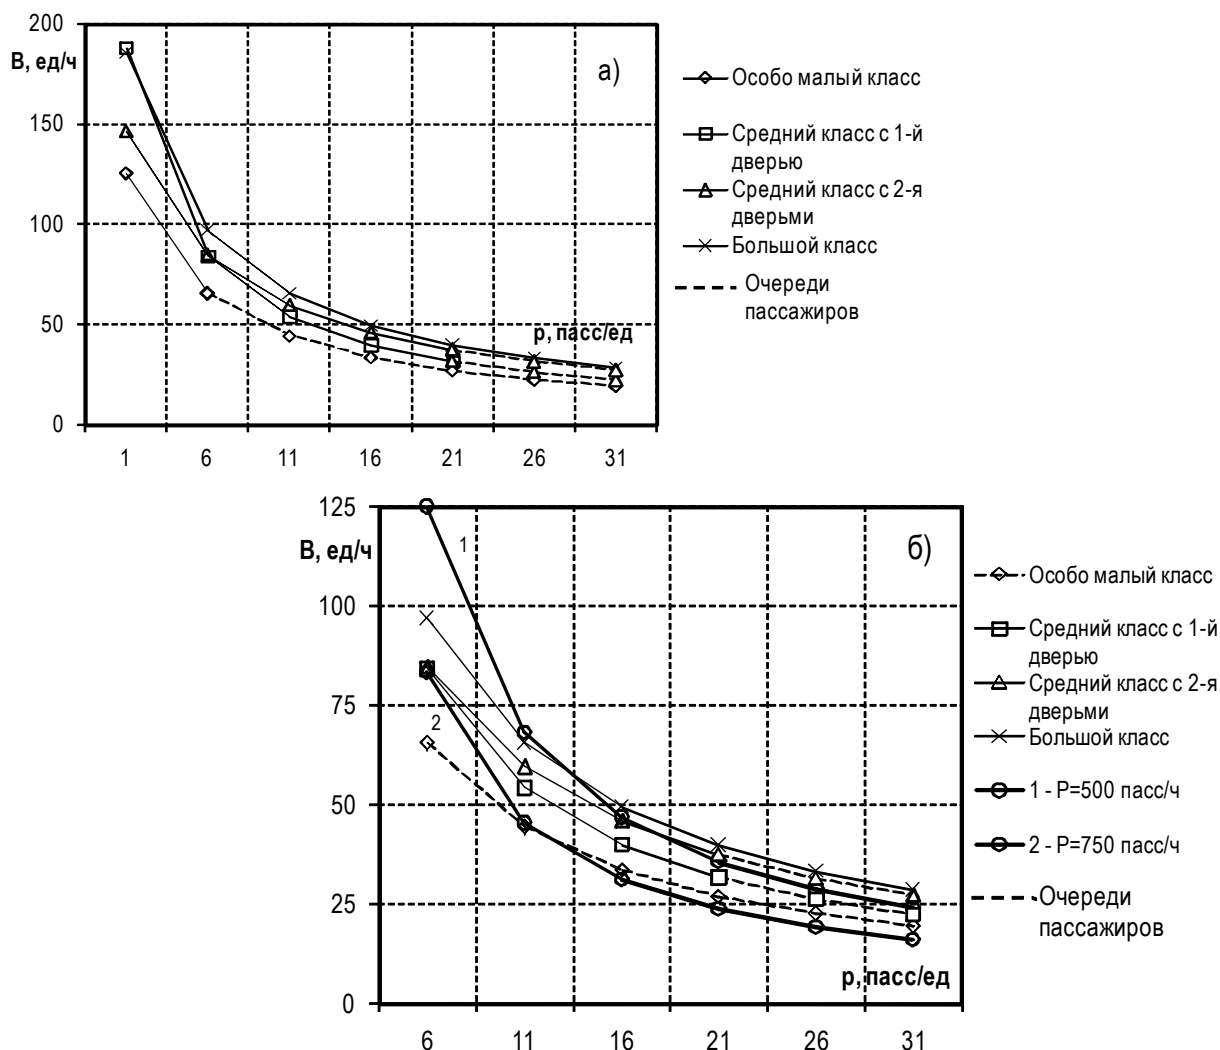 200
В, ед/ч
150
100
50
0
а)
р, пасс/ед
1 6 11 16 21 26 31
Особо малый класс
Средний класс с 1-й
дверью
Средний класс с 2-я
дверьми
Большой класс
Очереди
пассажиров
125
В, ед/ч
100
75
50
25
0
1
2
б)
р, пасс/ед
6 11 16 21 26 31
Особо малый класс
Средний класс с 1-й
дверью
Средний класс с 2-я
дверьми
Большой класс
1 - P=500 пасс/ч
2 - P=750 пасс/ч
Очереди
пассажиров